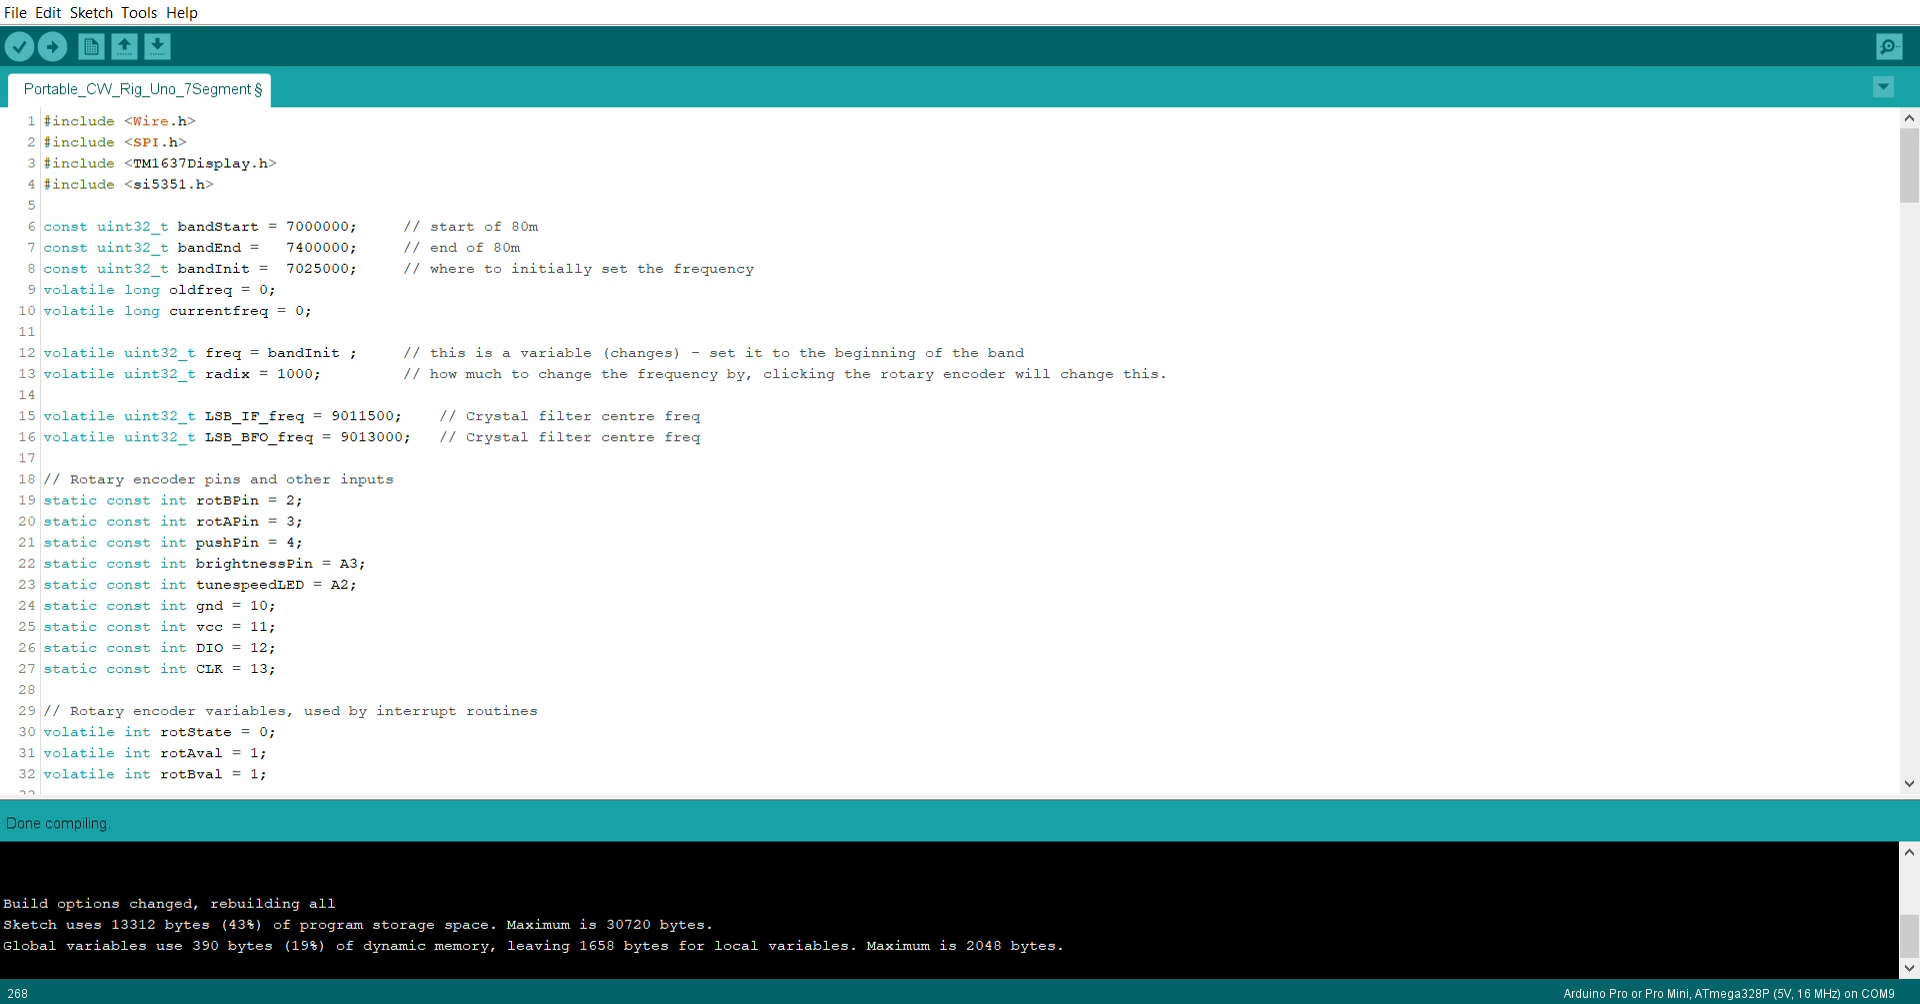 File Edit Sketch Tools Help
Portable_CW_Rig_Uno_7Segment §
1 #include <Wire.h>
2 #include <SPI.h>
3 #include <TM1637Display.h>
4 #include <si5351.h>
5
6 const uint32_t bandStart = 7000000;     // start of 80m
7 const uint32_t bandEnd =   7400000;     // end of 80m
8 const uint32_t bandInit =  7025000;     // where to initially set the frequency
9 volatile long oldfreq = 0;
10 volatile long currentfreq = 0;
11
12 volatile uint32_t freq = bandInit ;     // this is a variable (changes) - set it to the beginning of the band
13 volatile uint32_t radix = 1000;         // how much to change the frequency by, clicking the rotary encoder will change this.
14
15 volatile uint32_t LSB_IF_freq = 9011500;    // Crystal filter centre freq
16 volatile uint32_t LSB_BFO_freq = 9013000;   // Crystal filter centre freq
17
18 // Rotary encoder pins and other inputs
19 static const int rotBPin = 2;
20 static const int rotAPin = 3;
21 static const int pushPin = 4;
22 static const int brightnessPin = A3;
23 static const int tunespeedLED = A2;
24 static const int gnd = 10;
25 static const int vcc = 11;
26 static const int DIO = 12;
27 static const int CLK = 13;
28
29 // Rotary encoder variables, used by interrupt routines
30 volatile int rotState = 0;
31 volatile int rotAval = 1;
32 volatile int rotBval = 1;
Done compiling.
Build options changed, rebuilding all
Sketch uses 13312 bytes (43%) of program storage space. Maximum is 30720 bytes.
Global variables use 390 bytes (19%) of dynamic memory, leaving 1658 bytes for local variables. Maximum is 2048 bytes.
268
Arduino Pro or Pro Mini, ATmega328P (5V, 16 MHz) on COM9